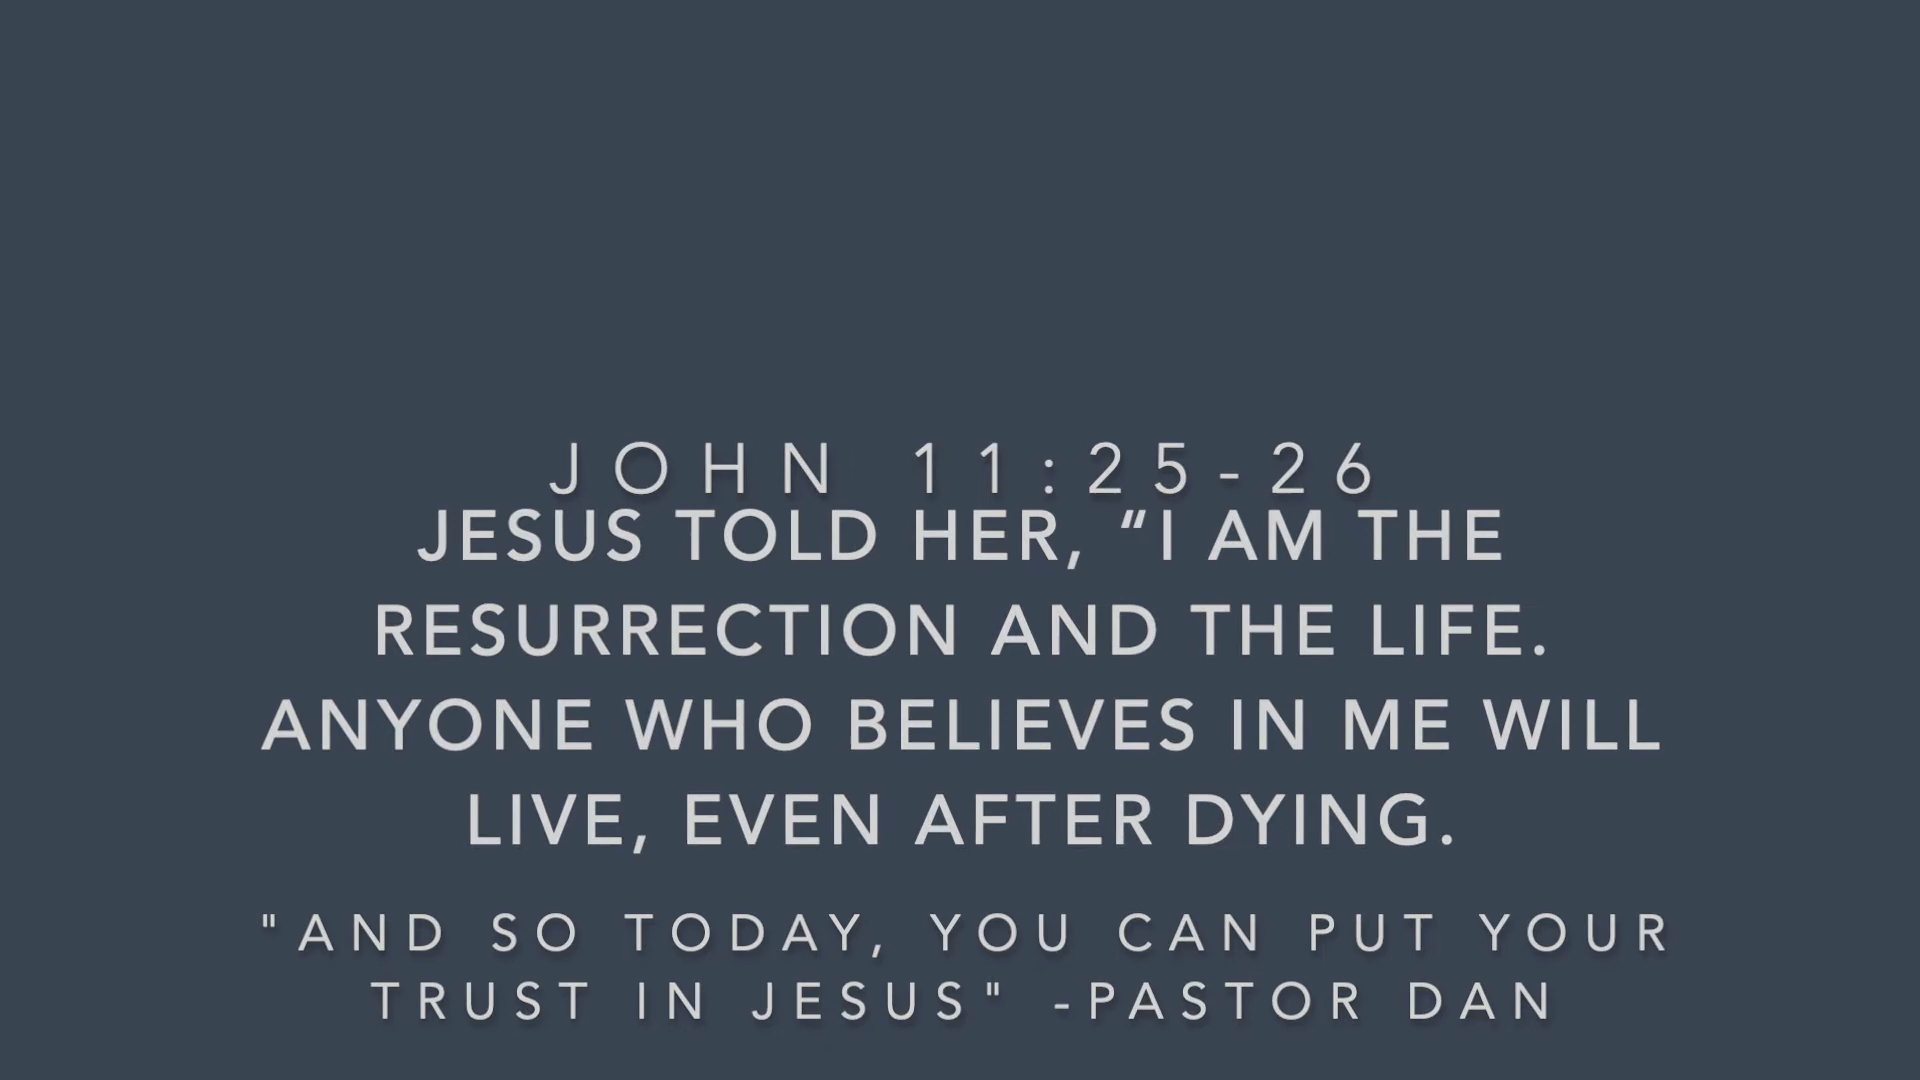 JOHN 11:25-26
JESUS TOLD HER, “I AM THE
RESURRECTION AND THE LIFE.
ANYONE WHO BELIEVES IN ME WILL
LIVE, EVEN AFTER DYING.
"AND SO TODAY, YOU CAN PUT YOUR
TRUST IN JESUS" -PASTOR DAN